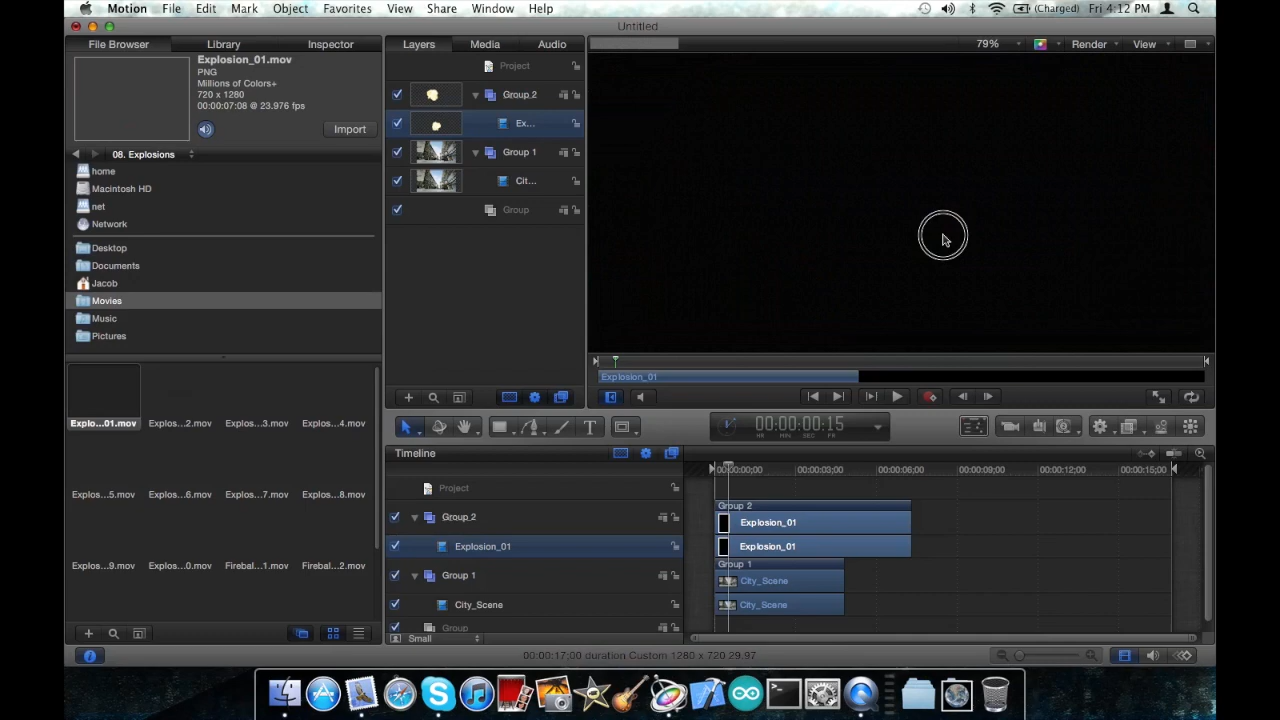 Motion File Edit Mark Object Favorites View Share Window Help (Charged) Fri 4:12 PM
Untitled
File Browser Library Inspector Layers Media Audio 79% Render View
Explosion_01.mov
PNG
Millions of Colors+
720 x 1280
00:00:07:08 @ 23.976 fps
Import
08. Explosions
home
Macintosh HD
net
Network
Desktop
Documents
Jacob
Movies
Music
Pictures
Project
Group 2
Ex...
Group 1
Cit...
Group
Explosion_01
Explo...01.mov Explos...2.mov Explos...3.mov Explos...4.mov
Explos...5.mov Explos...6.mov Explos...7.mov Explos...8.mov
Explos...9.mov Explos...0.mov Firebal...1.mov Firebal...2.mov
T
00:00:00:15
HR MIN SEC FR
Timeline
00:00:00;00 00:00:03;00 00:00:06;00 00:00:09;00 00:00:12;00 00:00:15;00
Project
Group 2 Group 2
Explosion_01
Explosion_01 Explosion_01
Group 1 Group 1
City_Scene
City_Scene City_Scene
Group
Small
00:00:17;00 duration Custom 1280 x 720 29.97